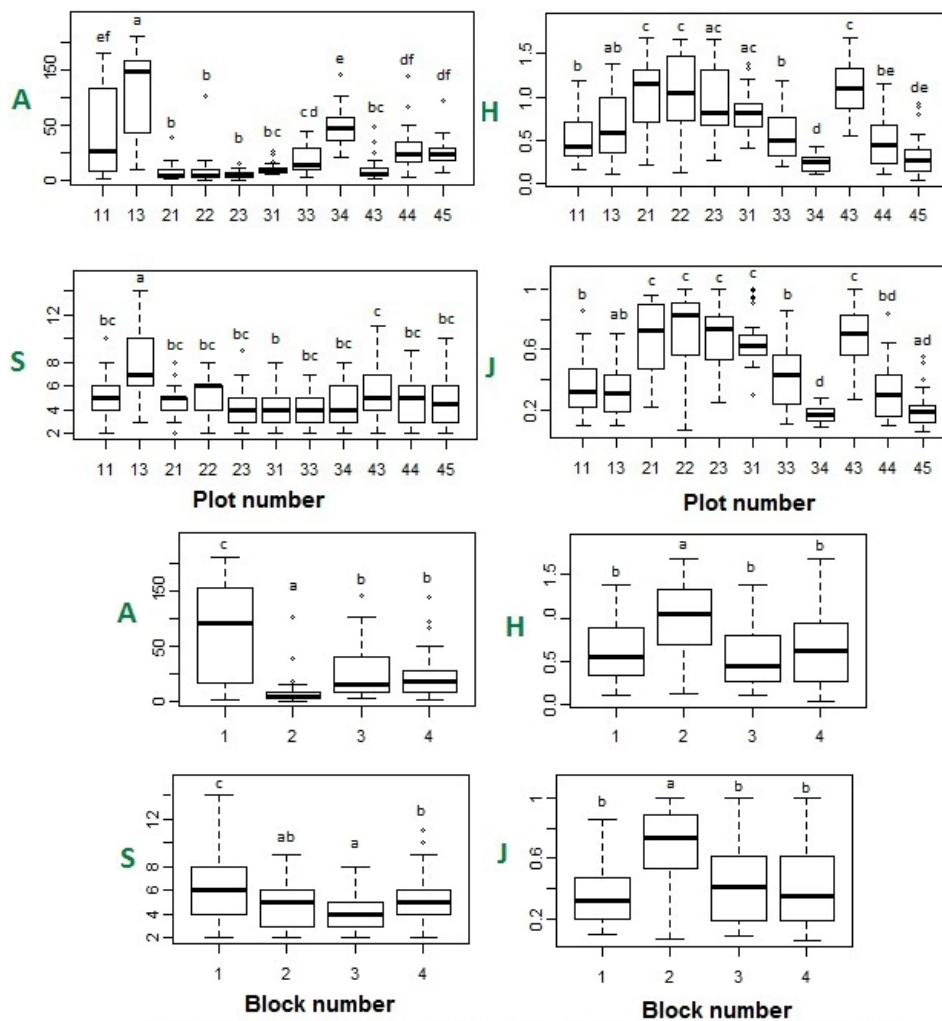 A
ef a b b b bc cd e bc df df
150
50
0
11 13 21 22 23 31 33 34 43 44 45
H
b ab c c ac ac b d c be de
1.5
1.0
0.5
0.0
11 13 21 22 23 31 33 34 43 44 45
S
bc a bc bc bc b bc bc c bc bc
12
8
6
4
2
11 13 21 22 23 31 33 34 43 44 45
Plot number
J
b ab c c c c b d c bd ad
1
0.6
0.2
11 13 21 22 23 31 33 34 43 44 45
Plot number
A
c a b b
150
50
0
1 2 3 4
H
b a b b
1.5
.0
0.5
0.0
1 2 3 4
S
c ab a b
12
8
6
4
2
1 2 3 4
Block number
J
b a b b
1
0.6
0.2
1 2 3 4
Block number